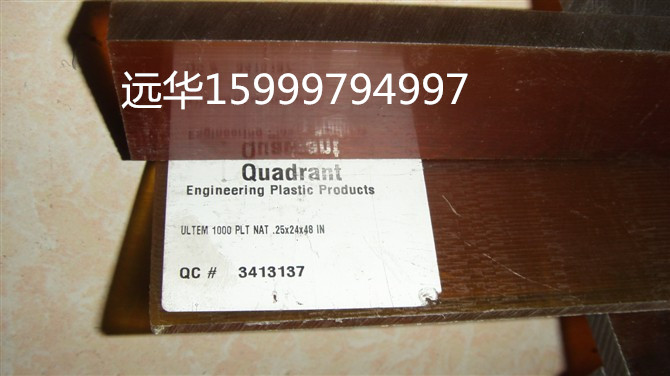 远华15999794997
Quadrant
Engineering Plastic Products
ULTEM 1000 PLT NAT .25x24x48 IN
QC # 3413137